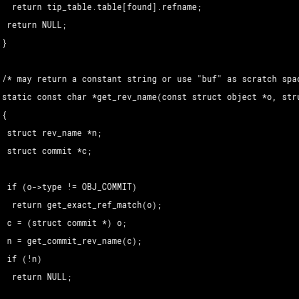 return tip_table.table[found].refname;
return NULL;
}
/* may return a constant string or use "buf" as scratch
static const char *get_rev_name(const struct object *o,
{
struct rev_name *n;
struct commit *c;
if (o->type != OBJ_COMMIT)
return get_exact_ref_match(o);
c = (struct commit *) o;
n = get_commit_rev_name(c);
if (!n)
return NULL;